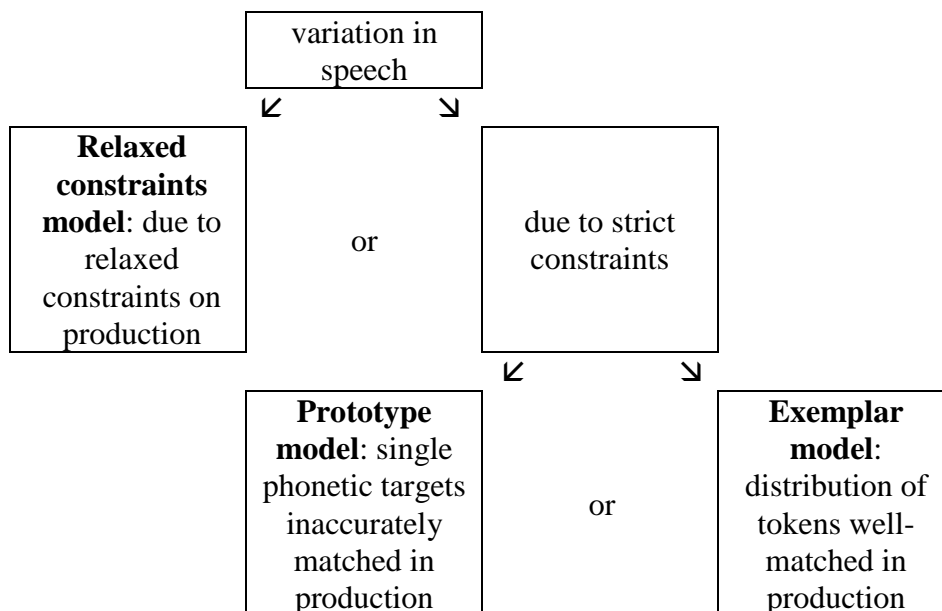 variation in
speech
↙ ↘
Relaxed
constraints
model: due to
relaxed
constraints on
production
or
due to strict
constraints
↙ ↘
Prototype
model: single
phonetic targets
inaccurately
matched in
production
or
Exemplar
model:
distribution of
tokens well-
matched in
production